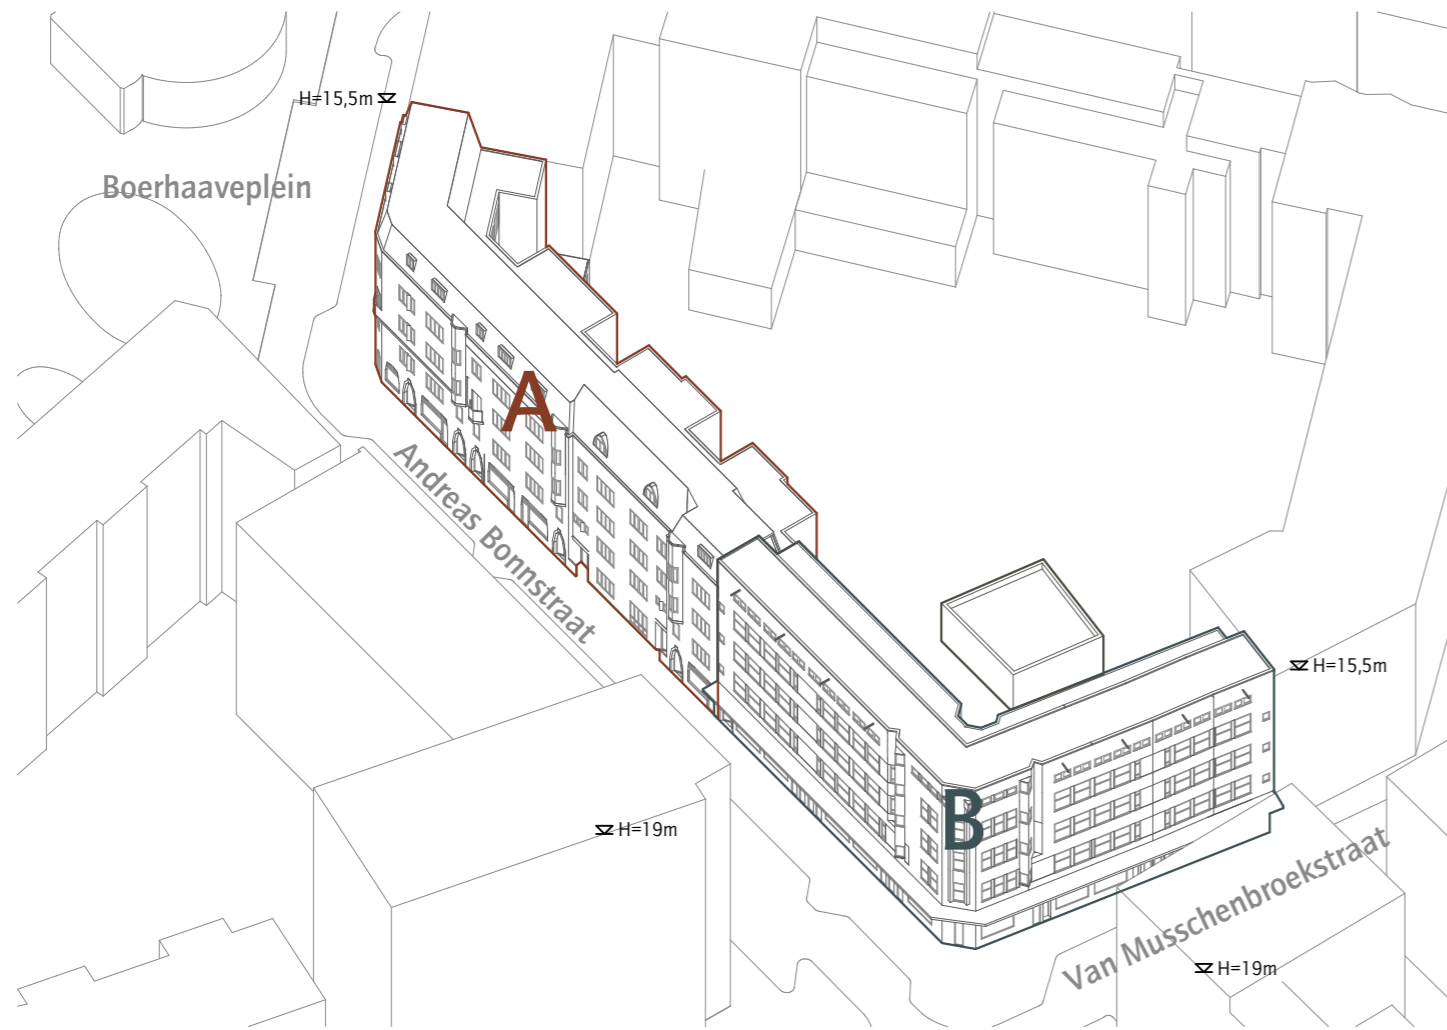 H=15,5m
Boerhaaveplein
A
Andreas Bonnstraat
H=15,5m
B
H=19m
Van Musschenbroekstraat
H=19m